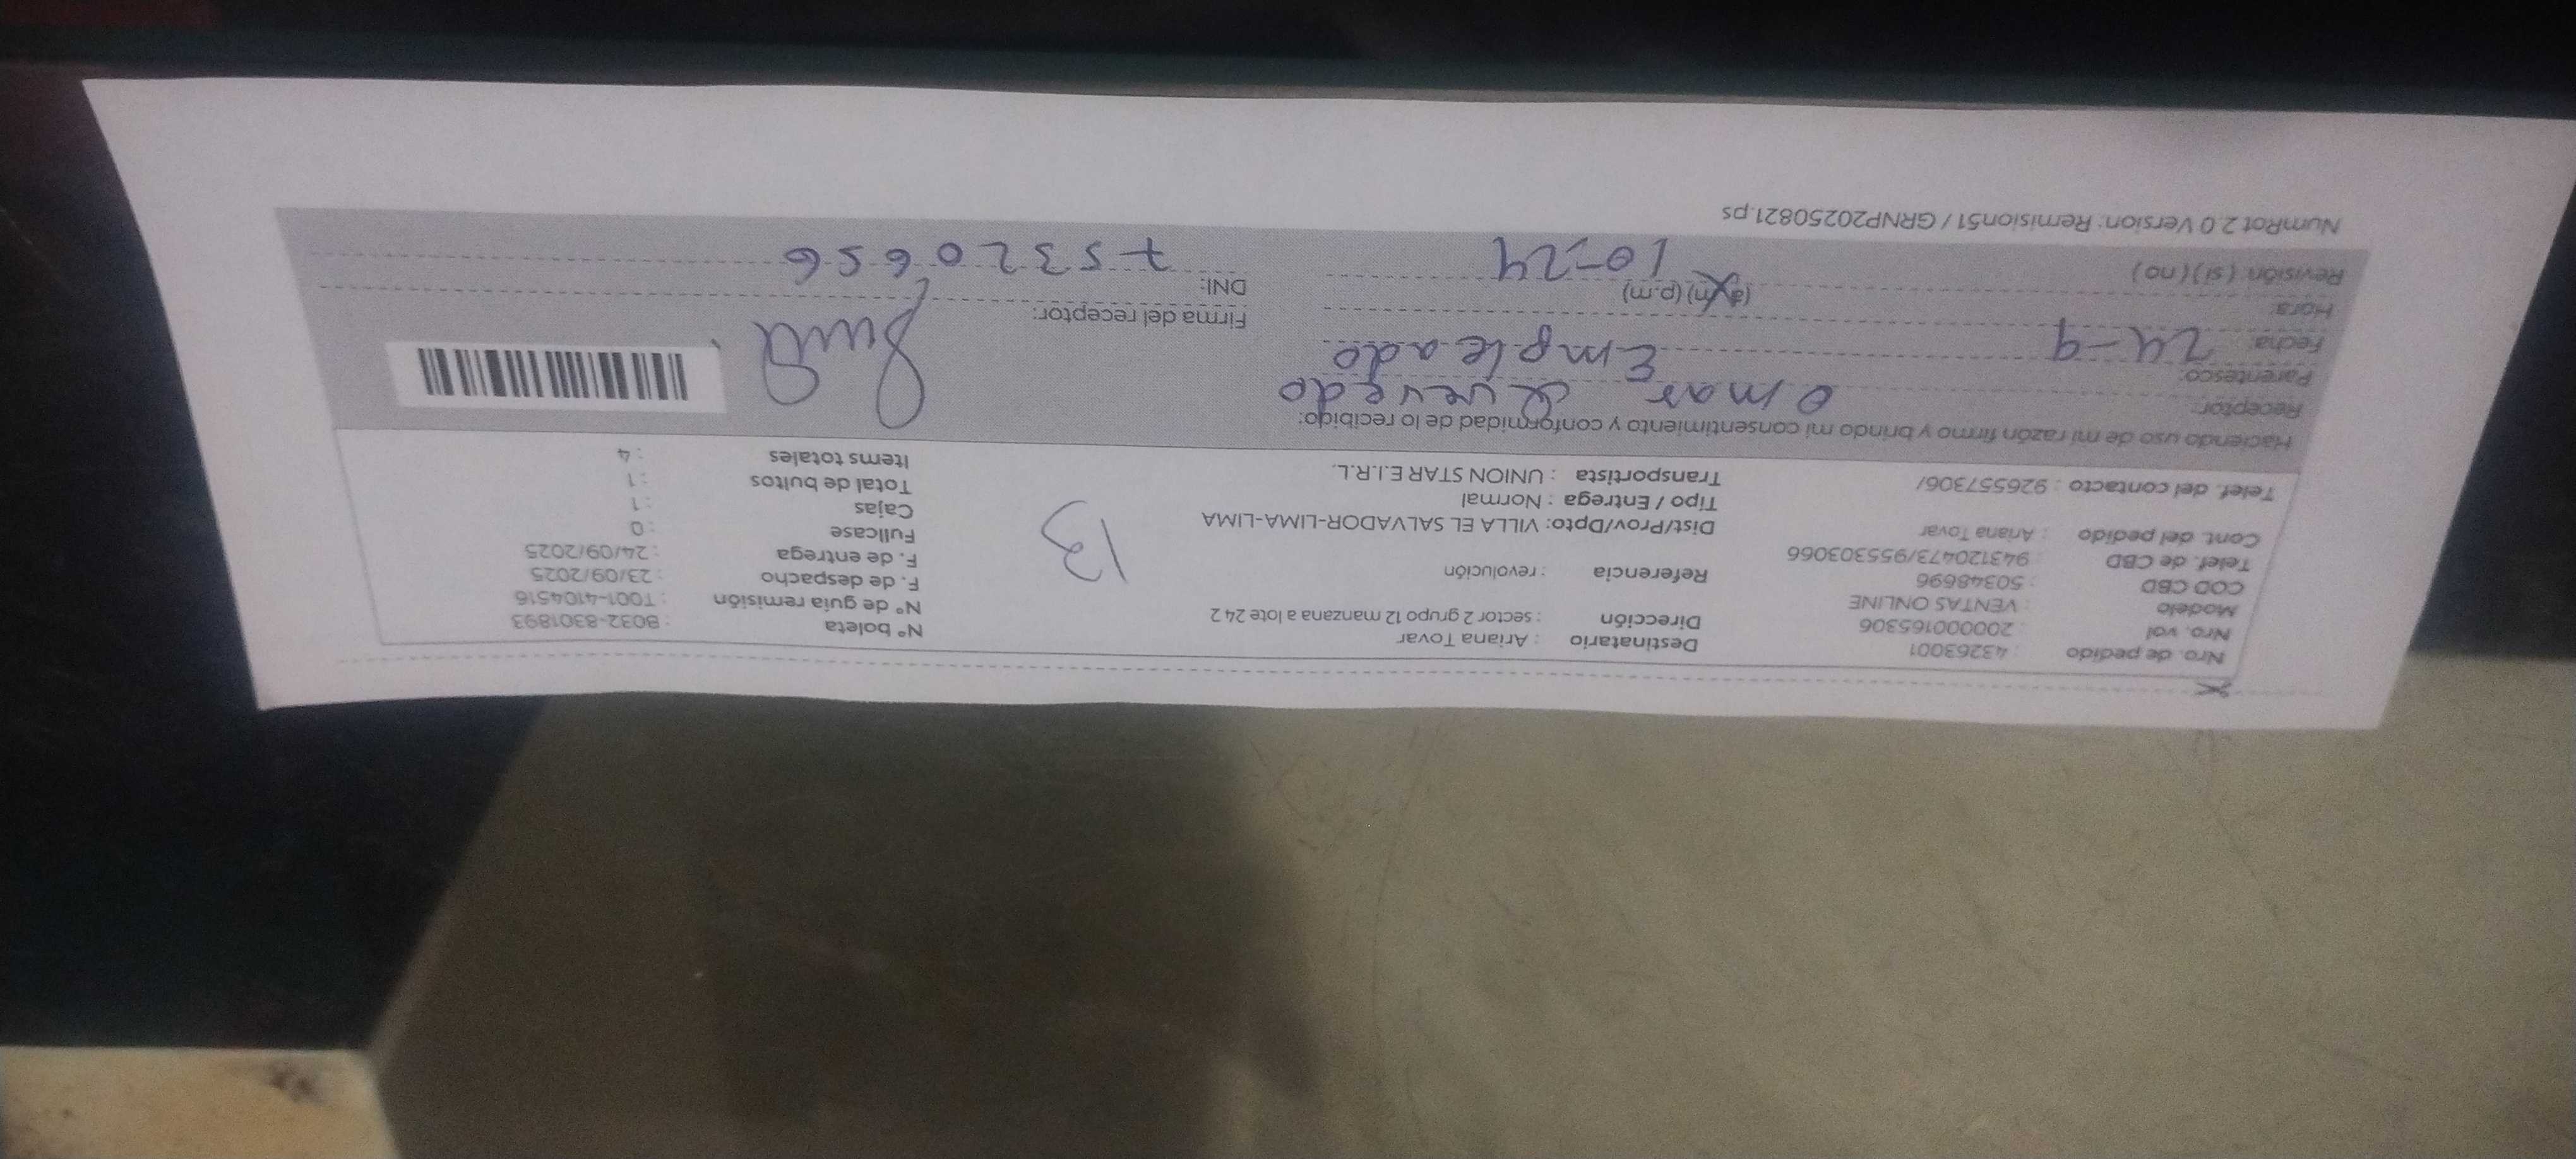 Nro. de pedido : 43263001
Nro. val : 200000165306
Modelo : VENTAS ONLINE
COD CBD : 50348696
Telef. de CBD : 943120473/955303066
Cont. del pedido : Ariana Tovar
Telef. del contacto : 926557306/
Destinatario : Ariana Tovar
Dirección : sector 2 grupo 12 manzana a lote 24 2
Referencia : revolución
Dist/Prov/Dpto: VILLA EL SALVADOR-LIMA-LIMA
Tipo / Entrega : Normal
Transportista : UNION STAR E.I.R.L.
13
Nº boleta : B032-8301893
Nº de guía remisión : T001-4104516
F. de despacho : 23/09/2025
F. de entrega : 24/09/2025
Fullcase : 0
Cajas : 1
Total de bultos : 1
Items totales : 4
Haciendo uso de mi razón firmo y brindo mi consentimiento y conformidad de lo recibido:
Receptor: Omar
Parentesco: Empleado
Fecha: 24-9
Hora: (a.m) (p.m)
10-24
Revisión: (si) (no)
Firma del receptor:
DNI:
75320656
NumRot 2.0 Version: Remision51 / GRNP20250821.ps